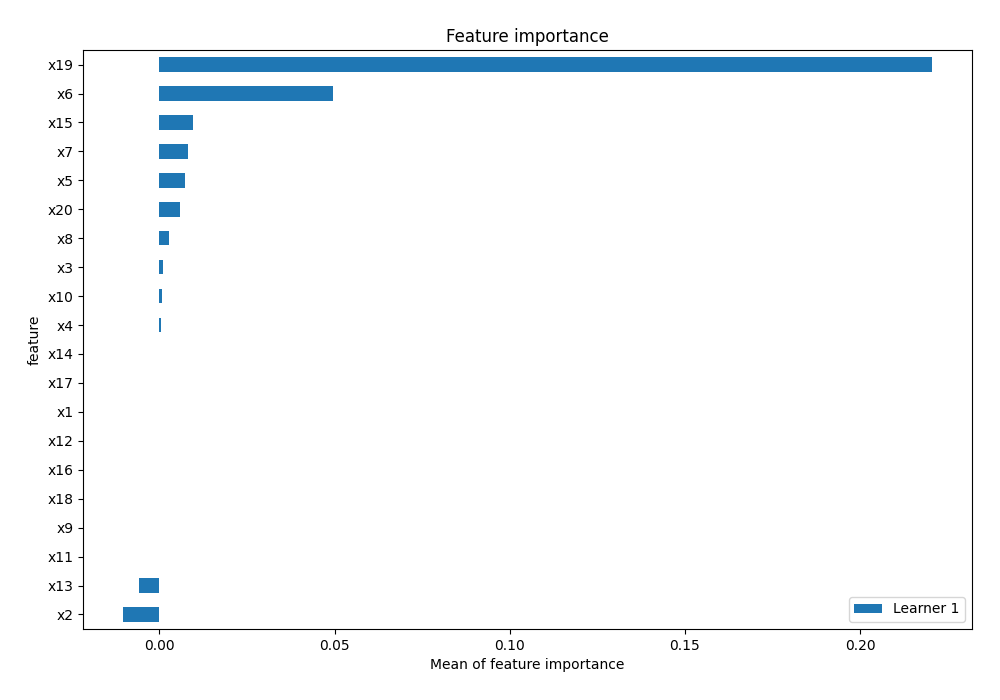 Feature importance
x19
x6
x15
x7
x5
x20
x8
x3
x10
x4
x14
x17
x1
x12
x16
x18
x9
x11
x13
x2
feature
0.00 0.05 0.10 0.15 0.20
Mean of feature importance
Learner 1